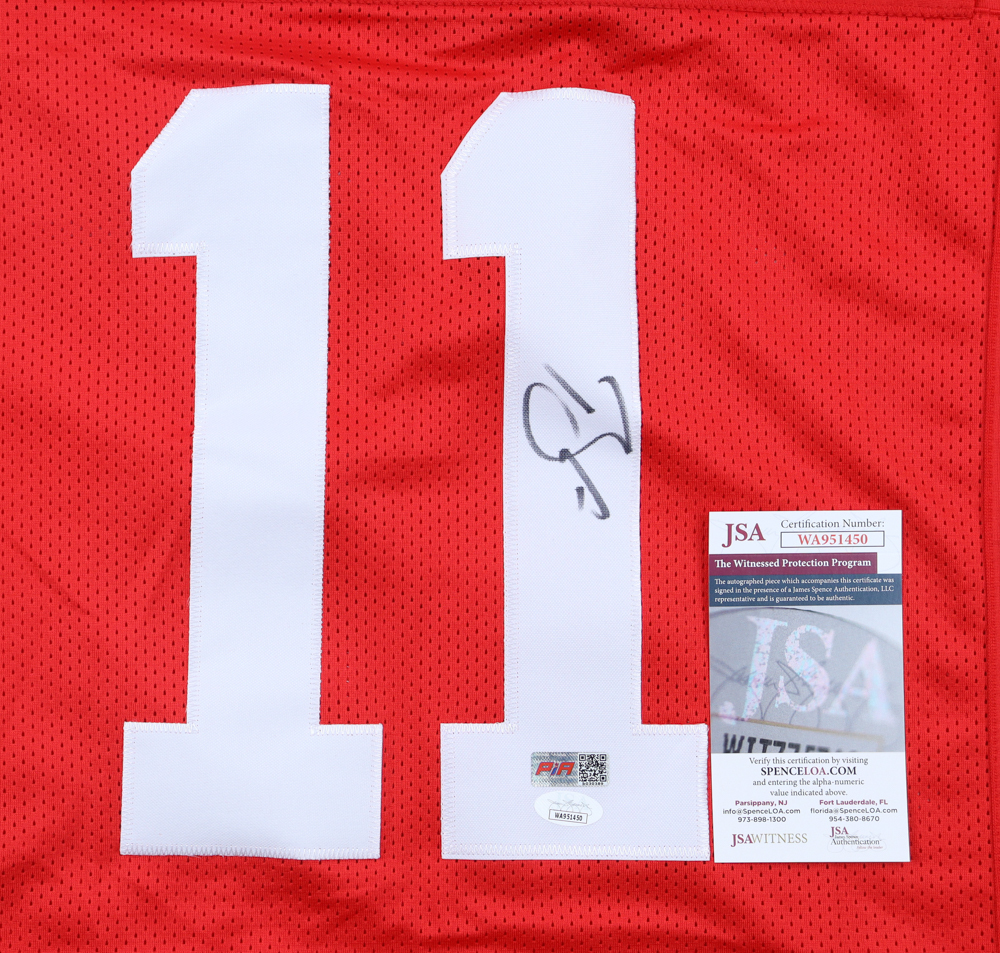 11
JSA
Certification Number:
WA951450
The Witnessed Protection Program
The autographed piece which accompanies this certificate was
signed in the presence of a James Spence Authentication, LLC
representative and is guaranteed to be authentic.
JSA
Verify this certification by visiting
SPENCELOA.COM
and entering the alpha-numeric
value indicated above.
Parsippany, NJ
info@SpenceLOA.com
973-898-1300
Fort Lauderdale, FL
florida@SpenceLOA.com
954-380-8670
JSAWITNESS
JSA
Authentication
PIA
WA951450